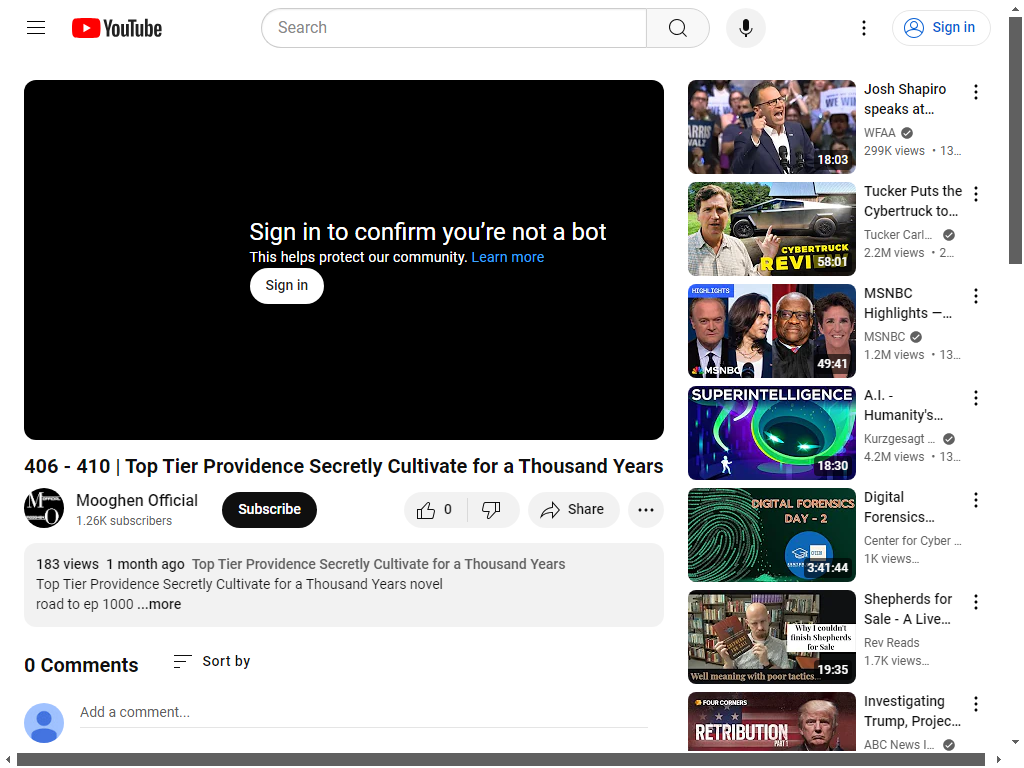 YouTube
Search
Sign in
Sign in to confirm you're not a bot
This helps protect our community. Learn more
Sign in
406 - 410 | Top Tier Providence Secretly Cultivate for a Thousand Years
Mooghen Official
1.26K subscribers
Subscribe
0
Share
183 views 1 month ago Top Tier Providence Secretly Cultivate for a Thousand Years
Top Tier Providence Secretly Cultivate for a Thousand Years novel
road to ep 1000 ...more
0 Comments
Sort by
Add a comment...
18:03
Josh Shapiro
speaks at...
WFAA
299K views • 13...
CYBERTRUCK
REVIEW
58:01
Tucker Puts the
Cybertruck to...
Tucker Carl...
2.2M views • 2...
HIGHLIGHTS
MSNBC
49:41
MSNBC
Highlights —...
MSNBC
1.2M views • 13...
SUPERINTELLIGENCE
18:30
A.I. -
Humanity's...
Kurzgesagt ...
4.2M views • 13...
DIGITAL FORENSICS
DAY - 2
3:41:44
Digital
Forensics...
Center for Cyber ...
1K views...
Why I couldn't
finish Shepherds
for Sale
Well meaning with poor tactics...
19:35
Shepherds for
Sale - A Live...
Rev Reads
1.7K views...
FOUR CORNERS
RETRIBUTION
PART 1
Investigating
Trump, Projec...
ABC News I...